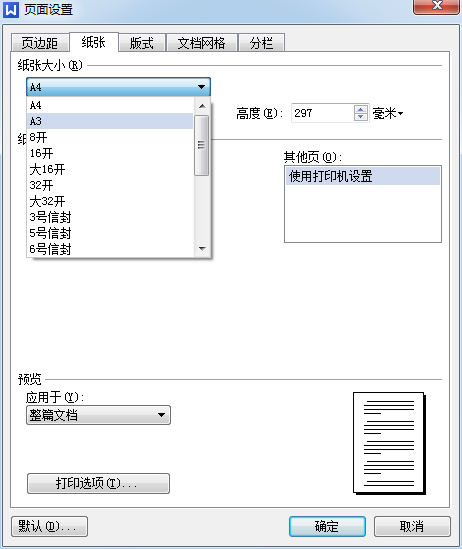 页面设置
页边距 纸张 版式 文档网格 分栏
纸张大小(R)
A4
A4
A3
8开
16开
大16开
32开
大32开
3号信封
5号信封
6号信封
高度(E): 297 毫米
纸
其他页(O):
使用打印机设置
预览
应用于(Y):
整篇文档
打印选项(T)...
默认(D)... 确定 取消